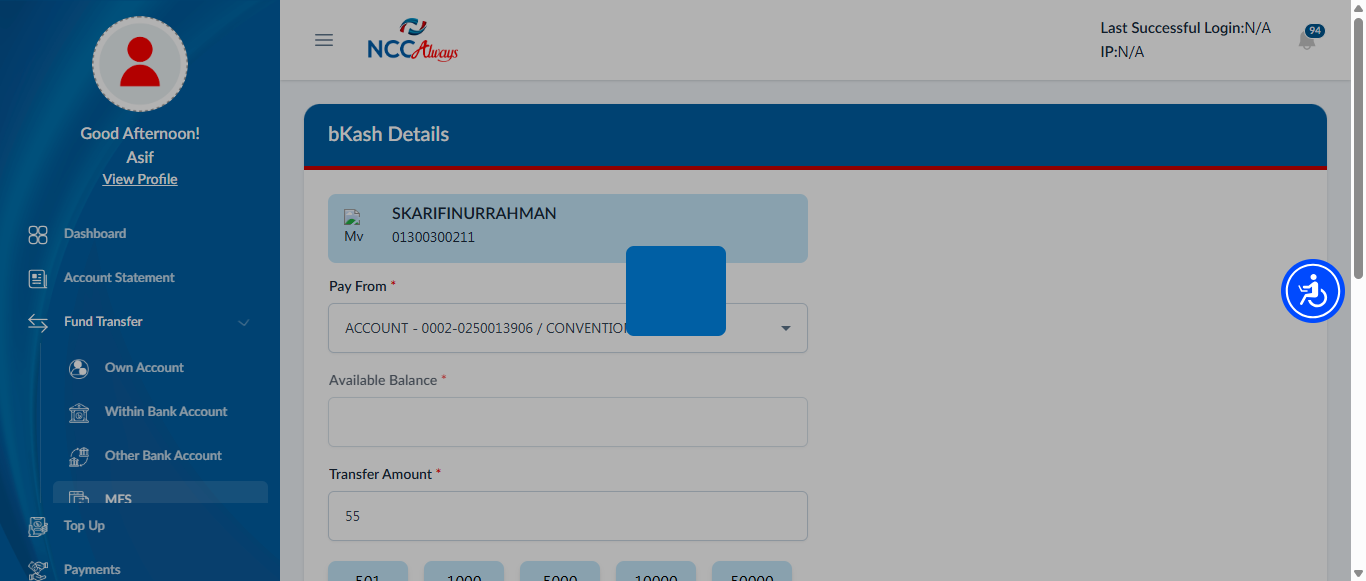 Good Afternoon!
Asif
View Profile
Dashboard
Account Statement
Fund Transfer
Own Account
Within Bank Account
Other Bank Account
MFS
Top Up
Payments
NCC Always
Last Successful Login:N/A
IP:N/A
94
bKash Details
Mv
SKARIFINURRAHMAN
01300300211
Pay From *
ACCOUNT - 0002-0250013906 /
Available Balance *
Transfer Amount *
55
501 1000 5000 10000 50000